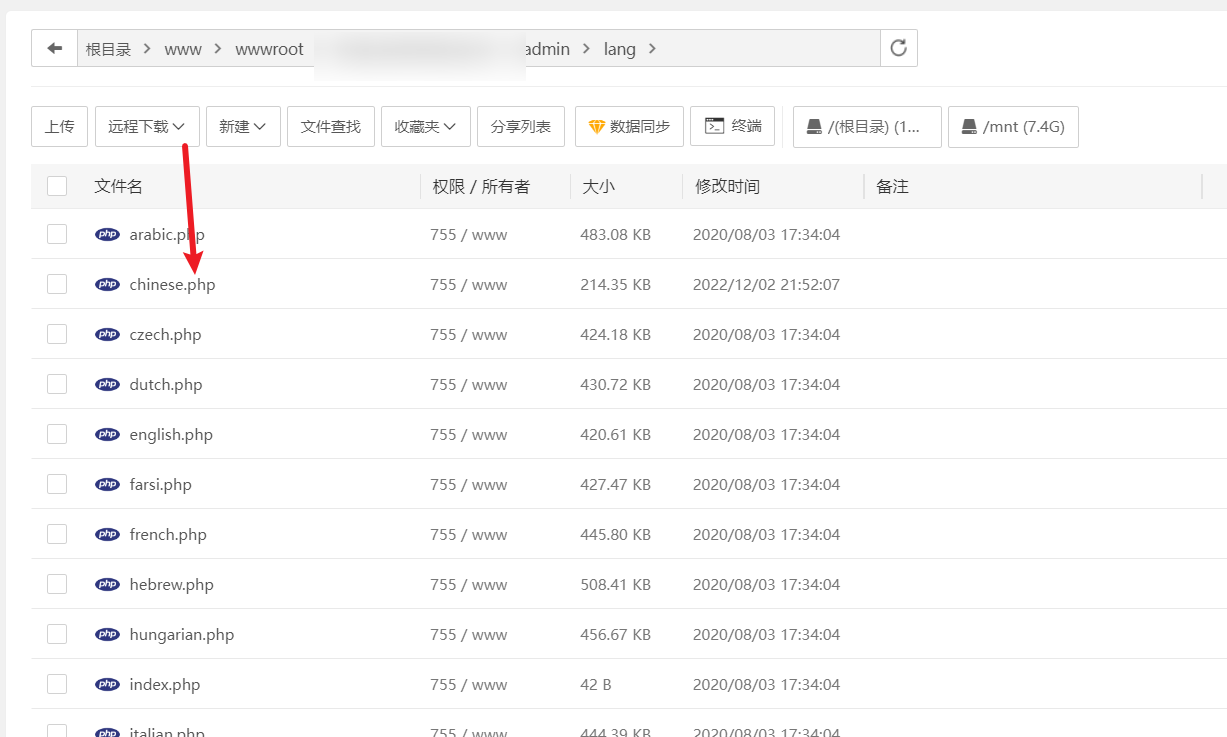 根目录 > www > wwwroot admin > lang >
上传 远程下载 新建 文件查找 收藏夹 分享列表 数据同步 终端 /(根目录) (1... /mnt (7.4G)
文件名 权限 / 所有者 大小 修改时间 备注
php arabic.php 755 / www 483.08 KB 2020/08/03 17:34:04
php chinese.php 755 / www 214.35 KB 2022/12/02 21:52:07
php czech.php 755 / www 424.18 KB 2020/08/03 17:34:04
php dutch.php 755 / www 430.72 KB 2020/08/03 17:34:04
php english.php 755 / www 420.61 KB 2020/08/03 17:34:04
php farsi.php 755 / www 427.47 KB 2020/08/03 17:34:04
php french.php 755 / www 445.80 KB 2020/08/03 17:34:04
php hebrew.php 755 / www 508.41 KB 2020/08/03 17:34:04
php hungarian.php 755 / www 456.67 KB 2020/08/03 17:34:04
php index.php 755 / www 42 B 2020/08/03 17:34:04
php italian.php 755 / www 444.39 KB 2020/08/03 17:34:04